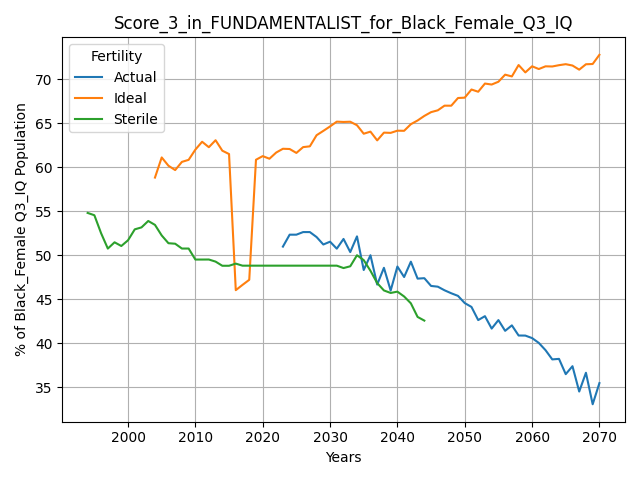 Score_3_in_FUNDAMENTALIST_for_Black_Female_Q3_IQ
Fertility
Actual
Ideal
Sterile
% of Black_Female Q3_IQ Population
70
65
60
55
50
45
40
35
2000 2010 2020 2030 2040 2050 2060 2070
Years